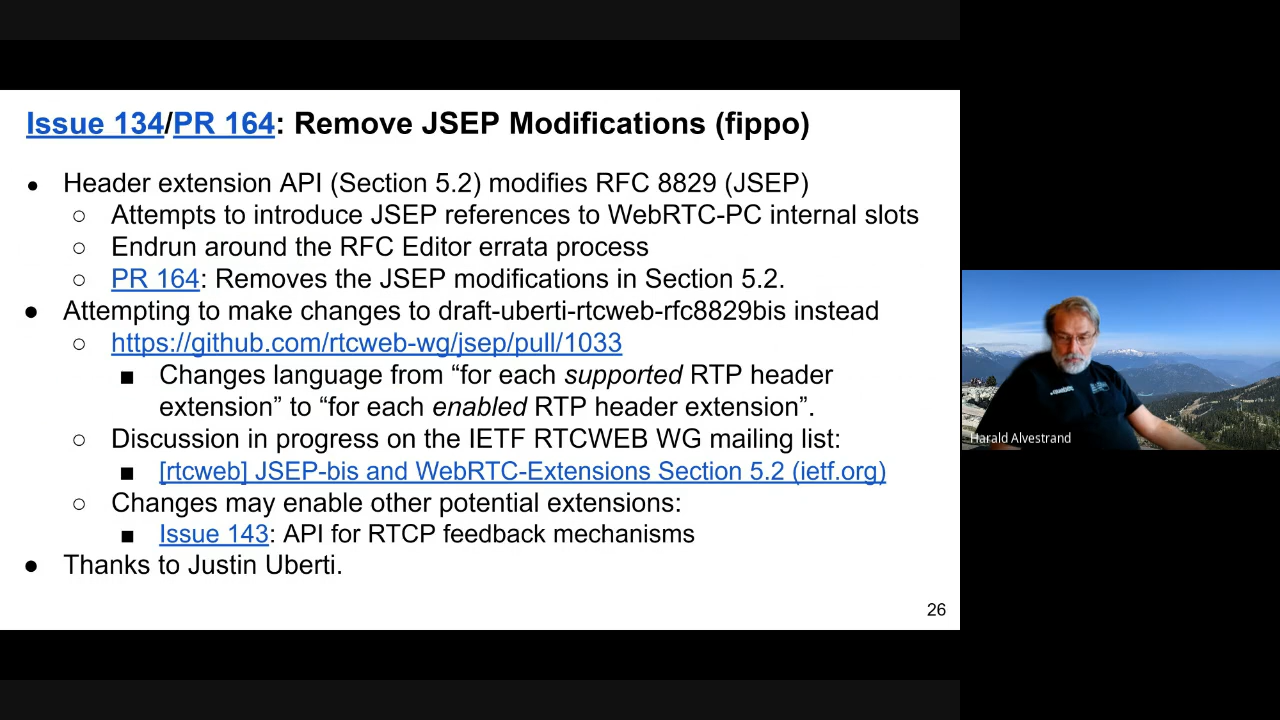 Issue 134/PR 164: Remove JSEP Modifications (fippo)
● Header extension API (Section 5.2) modifies RFC 8829 (JSEP)
○ Attempts to introduce JSEP references to WebRTC-PC internal slots
○ Endrun around the RFC Editor errata process
○ PR 164: Removes the JSEP modifications in Section 5.2.
● Attempting to make changes to draft-uberti-rtcweb-rfc8829bis instead
○ https://github.com/rtcweb-wg/jsep/pull/1033
■ Changes language from “for each supported RTP header
extension” to “for each enabled RTP header extension”.
○ Discussion in progress on the IETF RTCWEB WG mailing list:
■ [rtcweb] JSEP-bis and WebRTC-Extensions Section 5.2 (ietf.org)
○ Changes may enable other potential extensions:
■ Issue 143: API for RTCP feedback mechanisms
● Thanks to Justin Uberti.
26
Harald Alvestrand